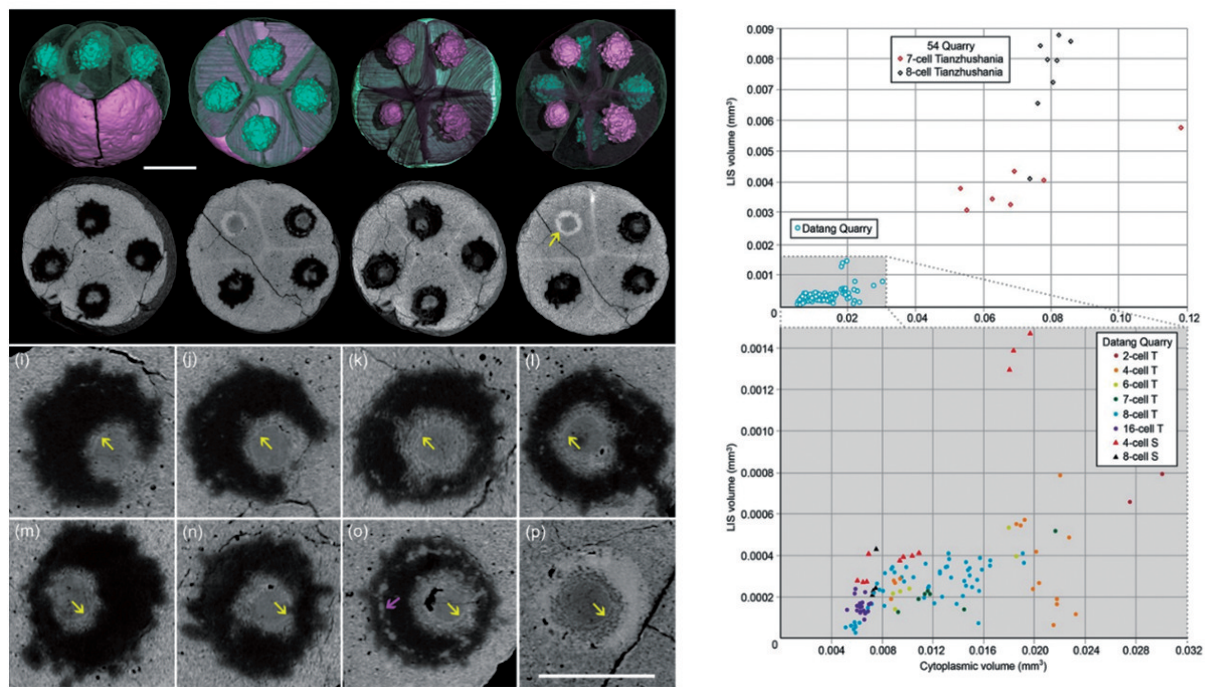 (i)
(j)
(k)
(l)
(m)
(n)
(o)
(p)
LIS volume (mm³)
0.009
0.008
0.007
0.006
0.005
0.004
0.003
0.002
0.001
0
0.02
0.04
0.06
0.08
0.10
0.12
54 Quarry
7-cell Tianzhushania
8-cell Tianzhushania
Datang Quarry
LIS volume (mm³)
0.0014
0.0012
0.0010
0.0008
0.0006
0.0004
0.0002
0
0.004
0.008
0.012
0.016
0.020
0.024
0.028
0.032
Cytoplasmic volume (mm³)
Datang Quarry
2-cell T
4-cell T
6-cell T
7-cell T
8-cell T
16-cell T
4-cell S
8-cell S